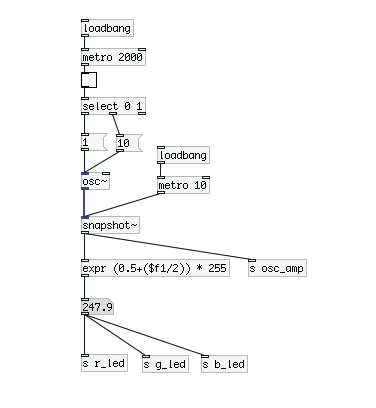 loadbang
metro 2000
select 0 1
1
10
loadbang
osc~
metro 10
snapshot~
expr (0.5+($f1/2)) * 255
s osc_amp
247.9
s r_led
s g_led
s b_led